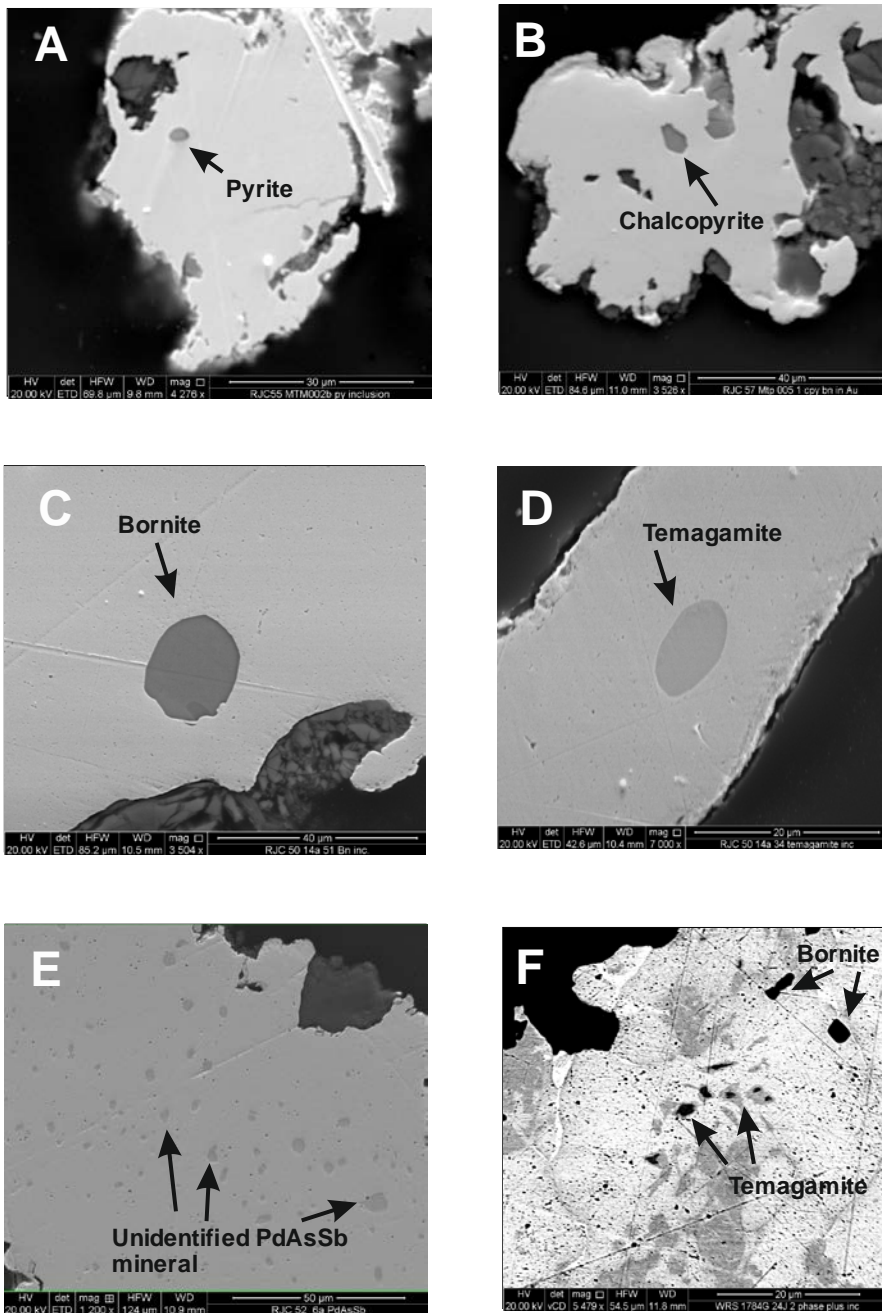 A
Pyrite
HV det HFW WD mag □ 30 µm
20.00 kV ETD 69.8 µm 9.8 mm 4 276 x RJC55 MTM002b py inclusion
B
Chalcopyrite
HV det HFW WD mag □ 40 µm
20.00 kV ETD 84.6 µm 11.0 mm 3 526 x RJC 57 Mtp 005 1 cpy bn in Au
C
Bornite
HV det HFW WD mag □ 40 µm
20.00 kV ETD 85.2 µm 10.5 mm 3 504 x RJC 50 14a 51 Bn inc.
D
Temagamite
HV det HFW WD mag □ 20 µm
20.00 kV ETD 42.6 µm 10.4 mm 7 000 x RJC 50 14a 34 temagamite inc
E
Unidentified PdAsSb
mineral
HV mag ⊞ HFW det WD 50 µm
20.00 kV 1 200 x 124 µm ETD 10.9 mm RJC 52_6a PdAsSb
F
Bornite
Temagamite
HV det mag □ HFW WD 20 µm
20.00 kV vCD 5 479 x 54.5 µm 11.8 mm WRS 1784G 24J 2 phase plus inc